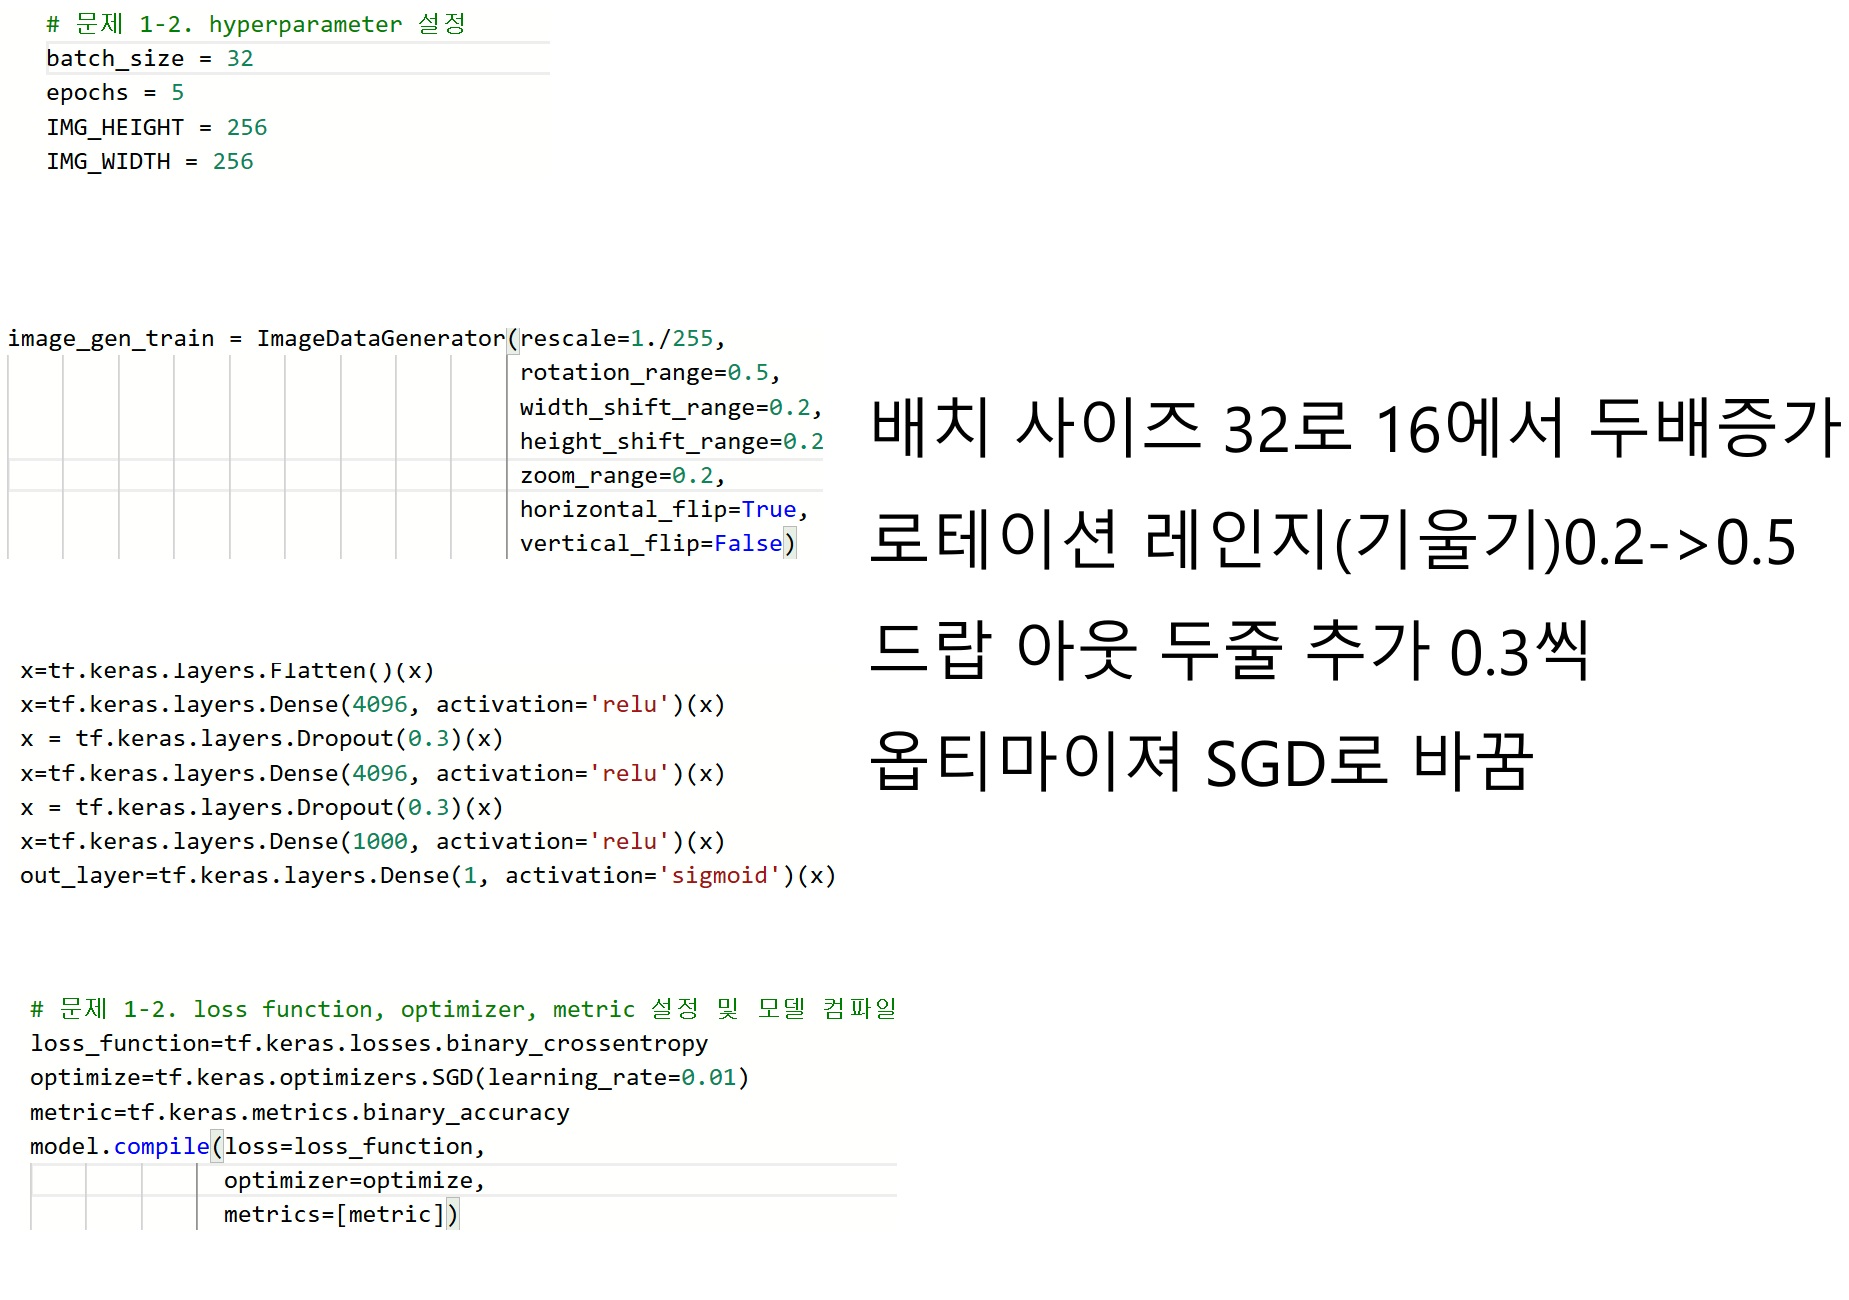 # 문제 1-2. hyperparameter 설정
batch_size = 32
epochs = 5
IMG_HEIGHT = 256
IMG_WIDTH = 256
image_gen_train = ImageDataGenerator(rescale=1./255,
rotation_range=0.5,
width_shift_range=0.2,
height_shift_range=0.2
zoom_range=0.2,
horizontal_flip=True,
vertical_flip=False)
배치 사이즈 32로 16에서 두배증가
로테이션 레인지(기울기)0.2->0.5
드랍 아웃 두줄 추가 0.3씩
옵티마이져 SGD로 바꿈
x=tf.keras.layers.Flatten()(x)
x=tf.keras.layers.Dense(4096, activation='relu')(x)
x = tf.keras.layers.Dropout(0.3)(x)
x=tf.keras.layers.Dense(4096, activation='relu')(x)
x = tf.keras.layers.Dropout(0.3)(x)
x=tf.keras.layers.Dense(1000, activation='relu')(x)
out_layer=tf.keras.layers.Dense(1, activation='sigmoid')(x)
# 문제 1-2. loss function, optimizer, metric 설정 및 모델 컴파일
loss_function=tf.keras.losses.binary_crossentropy
optimize=tf.keras.optimizers.SGD(learning_rate=0.01)
metric=tf.keras.metrics.binary_accuracy
model.compile(loss=loss_function,
optimizer=optimize,
metrics=[metric])